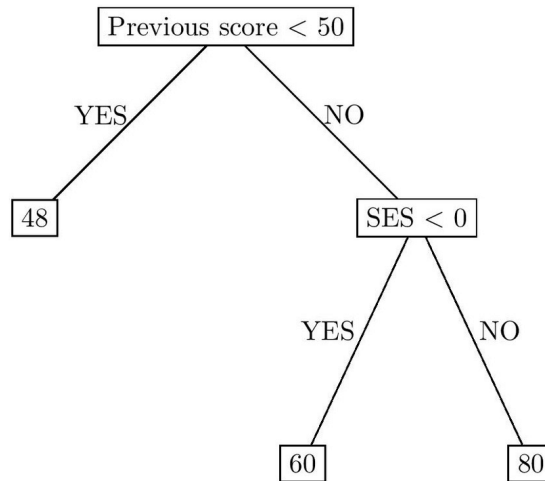 Previous score < 50
YES
NO
48
SES < 0
YES
NO
60
80